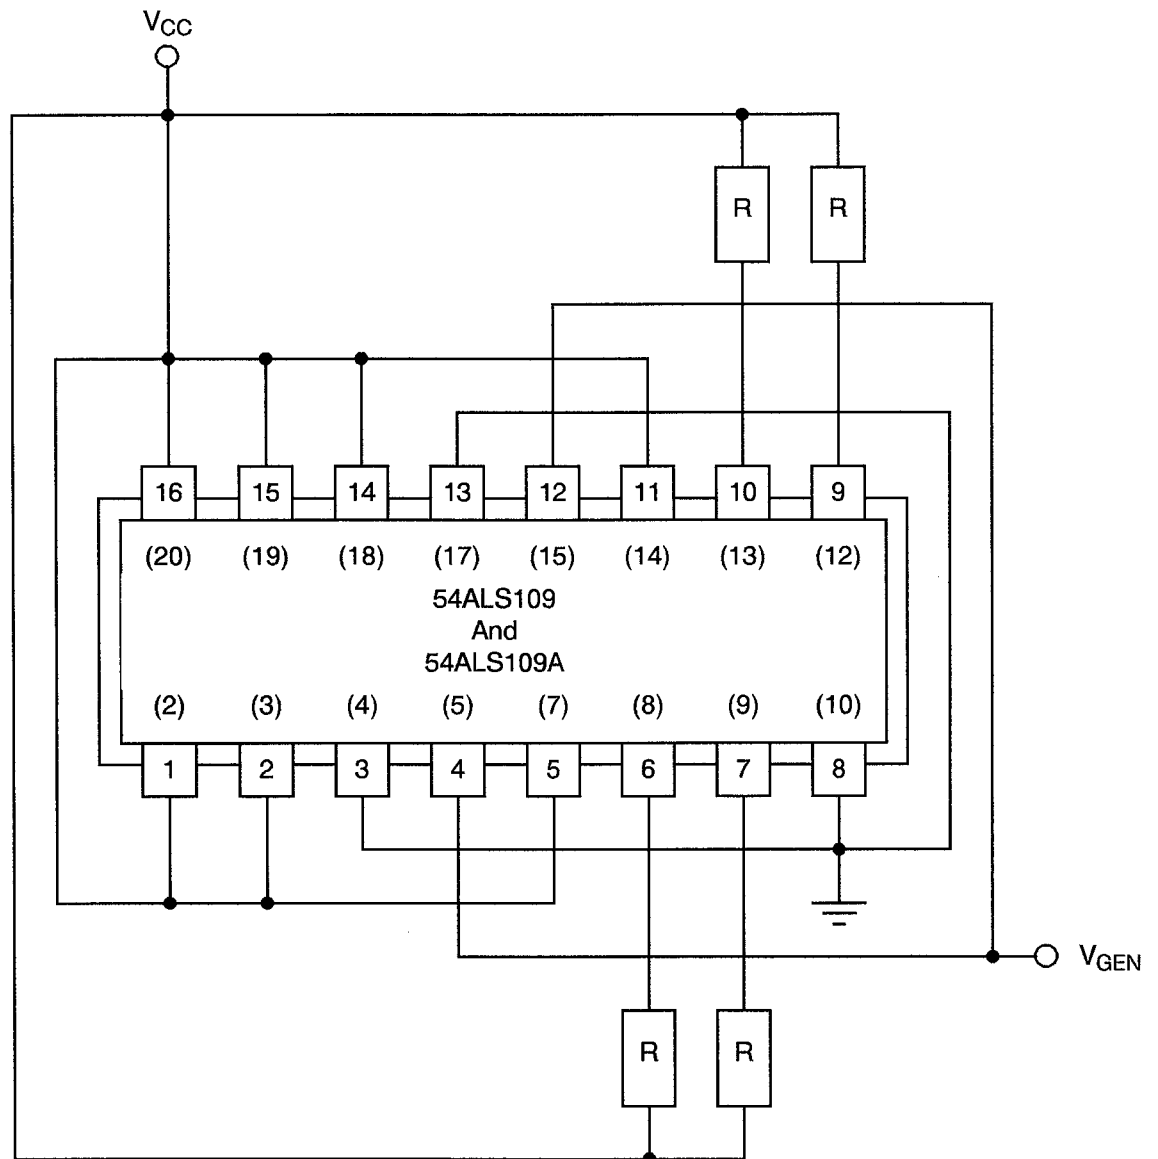 VCC
R R
16 15 14 13 12 11 10 9
(20) (19) (18) (17) (15) (14) (13) (12)
54ALS109
And
54ALS109A
(2) (3) (4) (5) (7) (8) (9) (10)
1 2 3 4 5 6 7 8
VGEN
R R